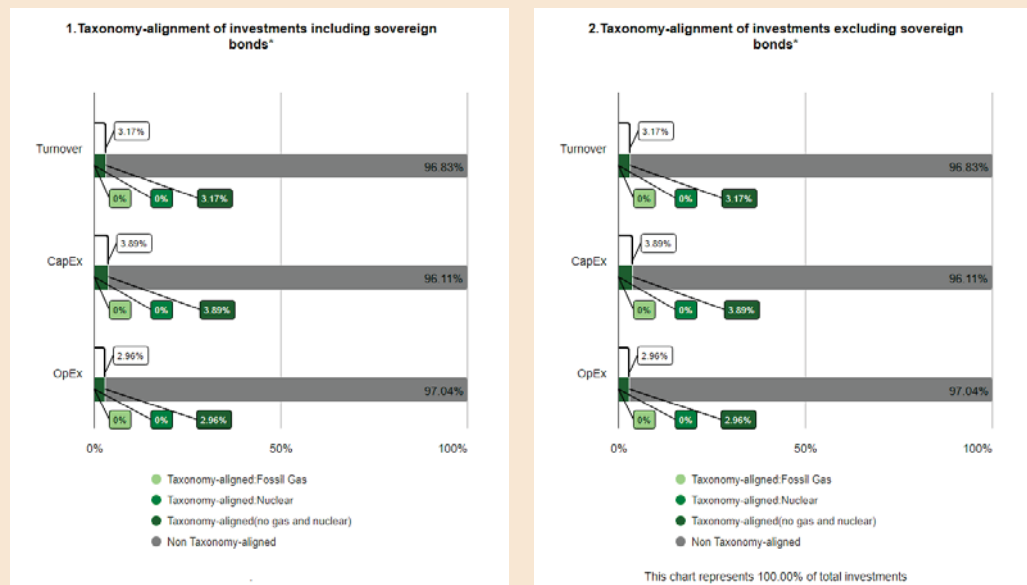 1.Taxonomy-alignment of investments including sovereign
bonds*
Turnover
3.17%
96.83%
0%
0%
3.17%
CapEx
3.89%
96.11%
0%
0%
3.89%
OpEx
2.96%
97.04%
0%
0%
2.96%
0%
50%
100%
Taxonomy-aligned:Fossil Gas
Taxonomy-aligned:Nuclear
Taxonomy-aligned(no gas and nuclear)
Non Taxonomy-aligned
2.Taxonomy-alignment of investments excluding sovereign
bonds*
Turnover
3.17%
96.83%
0%
0%
3.17%
CapEx
3.89%
96.11%
0%
0%
3.89%
OpEx
2.96%
97.04%
0%
0%
2.96%
0%
50%
100%
Taxonomy-aligned:Fossil Gas
Taxonomy-aligned:Nuclear
Taxonomy-aligned(no gas and nuclear)
Non Taxonomy-aligned
This chart represents 100.00% of total investments